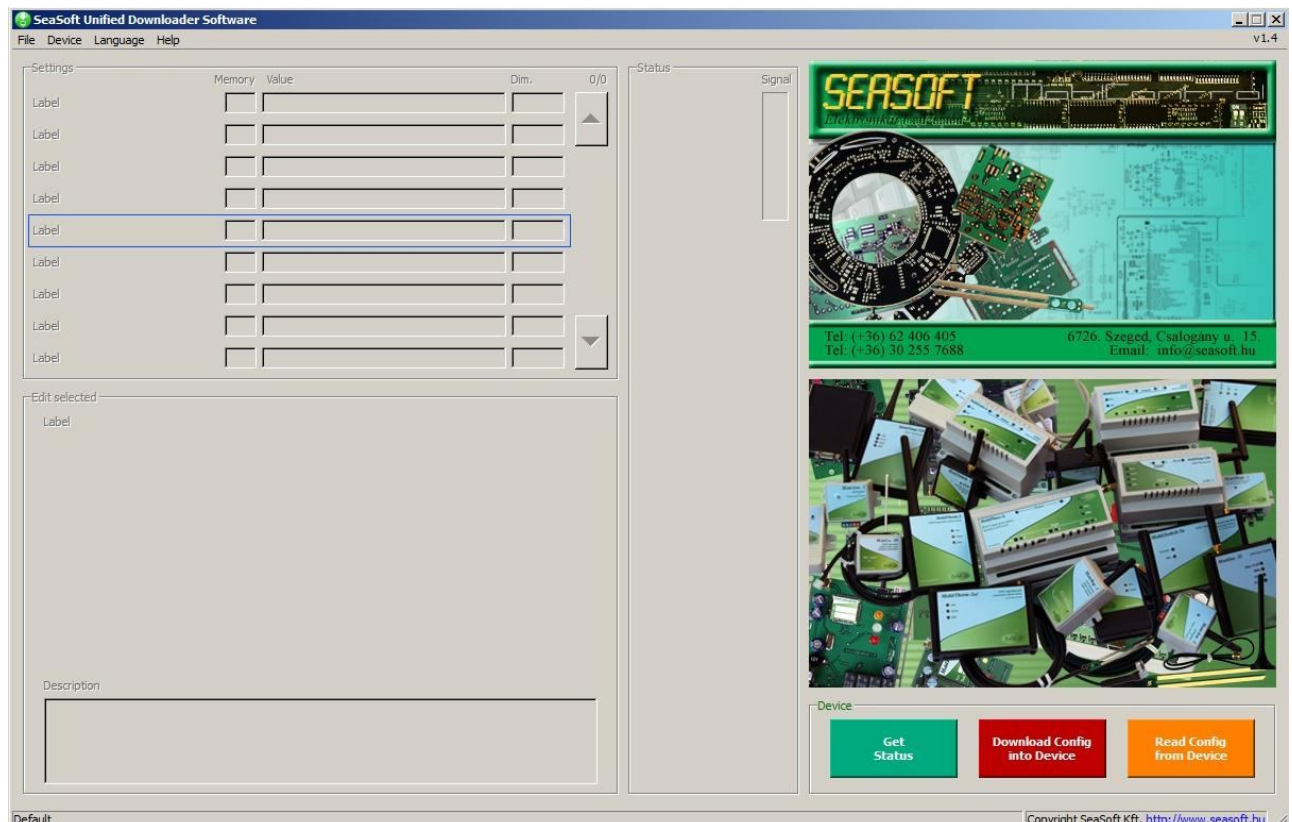 SeaSoft Unified Downloader Software
File Device Language Help
v1.4
Settings
Memory Value Dim. 0/0
Label
Label
Label
Label
Label
Label
Label
Label
Label
Edit selected
Label
Description
Status
Signal
SEASOFT
Tel: (+36) 62 406 405
Tel: (+36) 30 255 7688
6726. Szeged, Csalogány u. 15.
Email: info@seasoft.hu
Device
Get
Status
Download Config
into Device
Read Config
from Device
Default
Copyright SeaSoft Kft. http://www.seasoft.hu